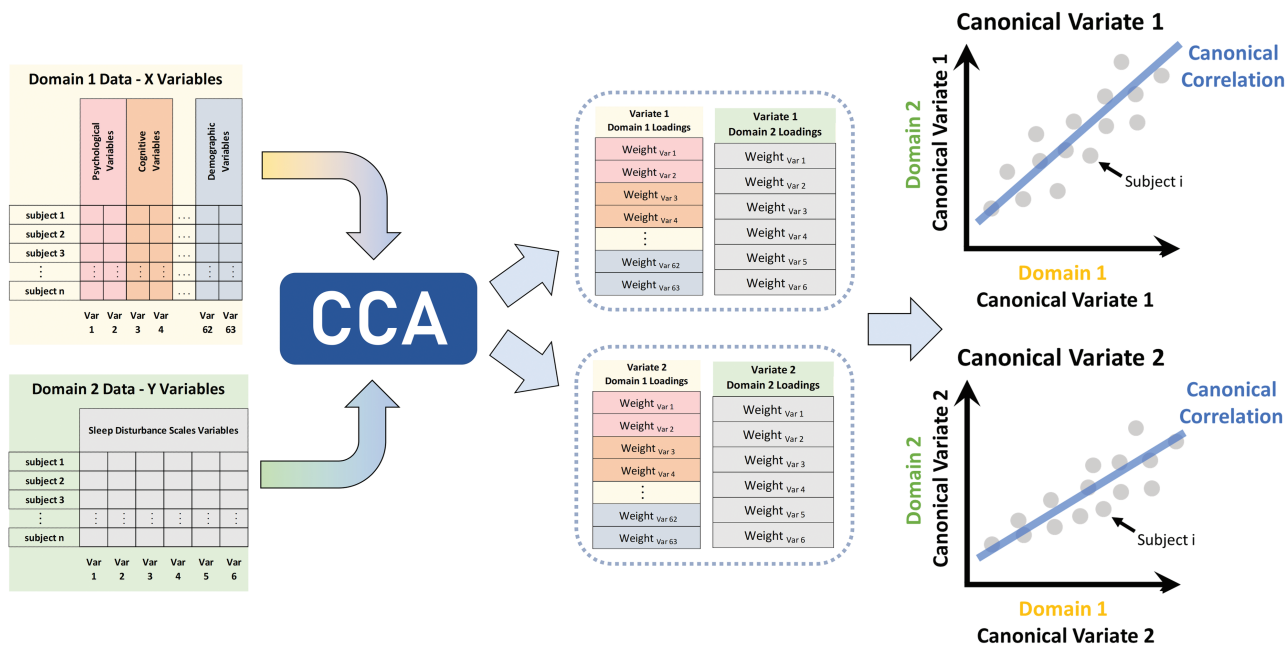 Domain 1 Data - X Variables
Psychological
Variables
Cognitive
Variables
Demographic
Variables
subject 1
. . .
subject 2
. . .
subject 3
. . .
⋮ ⋮ ⋮ ⋮ ⋮ . . . ⋮ ⋮
subject n
. . .
Var Var Var Var Var Var
1 2 3 4 62 63
Domain 2 Data - Y Variables
Sleep Disturbance Scales Variables
subject 1
subject 2
subject 3
⋮ ⋮ ⋮ ⋮ ⋮ ⋮ ⋮
subject n
Var Var Var Var Var Var
1 2 3 4 5 6
CCA
Variate 1
Domain 1 Loadings
Weight Var 1
Weight Var 2
Weight Var 3
Weight Var 4
⋮
Weight Var 62
Weight Var 63
Variate 1
Domain 2 Loadings
Weight Var 1
Weight Var 2
Weight Var 3
Weight Var 4
Weight Var 5
Weight Var 6
Variate 2
Domain 1 Loadings
Weight Var 1
Weight Var 2
Weight Var 3
Weight Var 4
⋮
Weight Var 62
Weight Var 63
Variate 2
Domain 2 Loadings
Weight Var 1
Weight Var 2
Weight Var 3
Weight Var 4
Weight Var 5
Weight Var 6
Canonical Variate 1
Canonical
Correlation
Domain 2
Canonical Variate 1
Subject i
Domain 1
Canonical Variate 1
Canonical Variate 2
Canonical
Correlation
Domain 2
Canonical Variate 2
Subject i
Domain 1
Canonical Variate 2